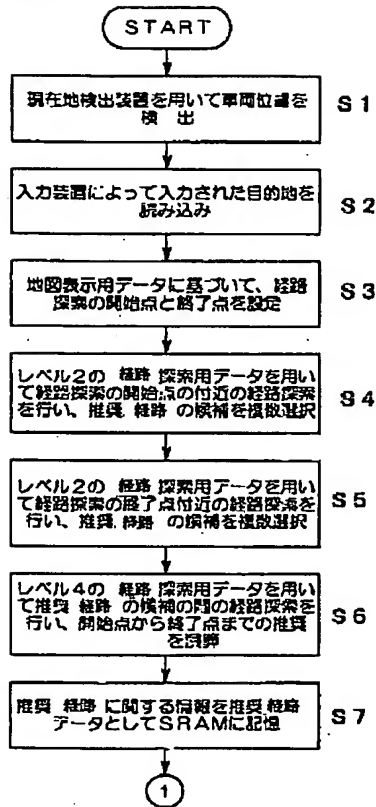 START
現在地検出装置を用いて車両位置を
検 出
S 1
入力装置によって入力された目的地を
読み込み
S 2
地図表示用データに基づいて、経路
探索の開始点と終了点を設定
S 3
レベル2の 経路 探索用データを用い
て経路探索の開始点の付近の経路探索
を行い、推奨 経路 の候補を複数選択
S 4
レベル2の 経路 探索用データを用い
て経路探索の終了点付近の経路探索を
行い、推奨 経路 の候補を複数選択
S 5
レベル4の 経路 探索用データを用い
て推奨 経路 の候補の間の経路探索を
行い、開始点から終了点までの推奨
を演算
S 6
推奨 経路 に関する情報を推奨 経路
データとしてSRAMに記憶
S 7
1